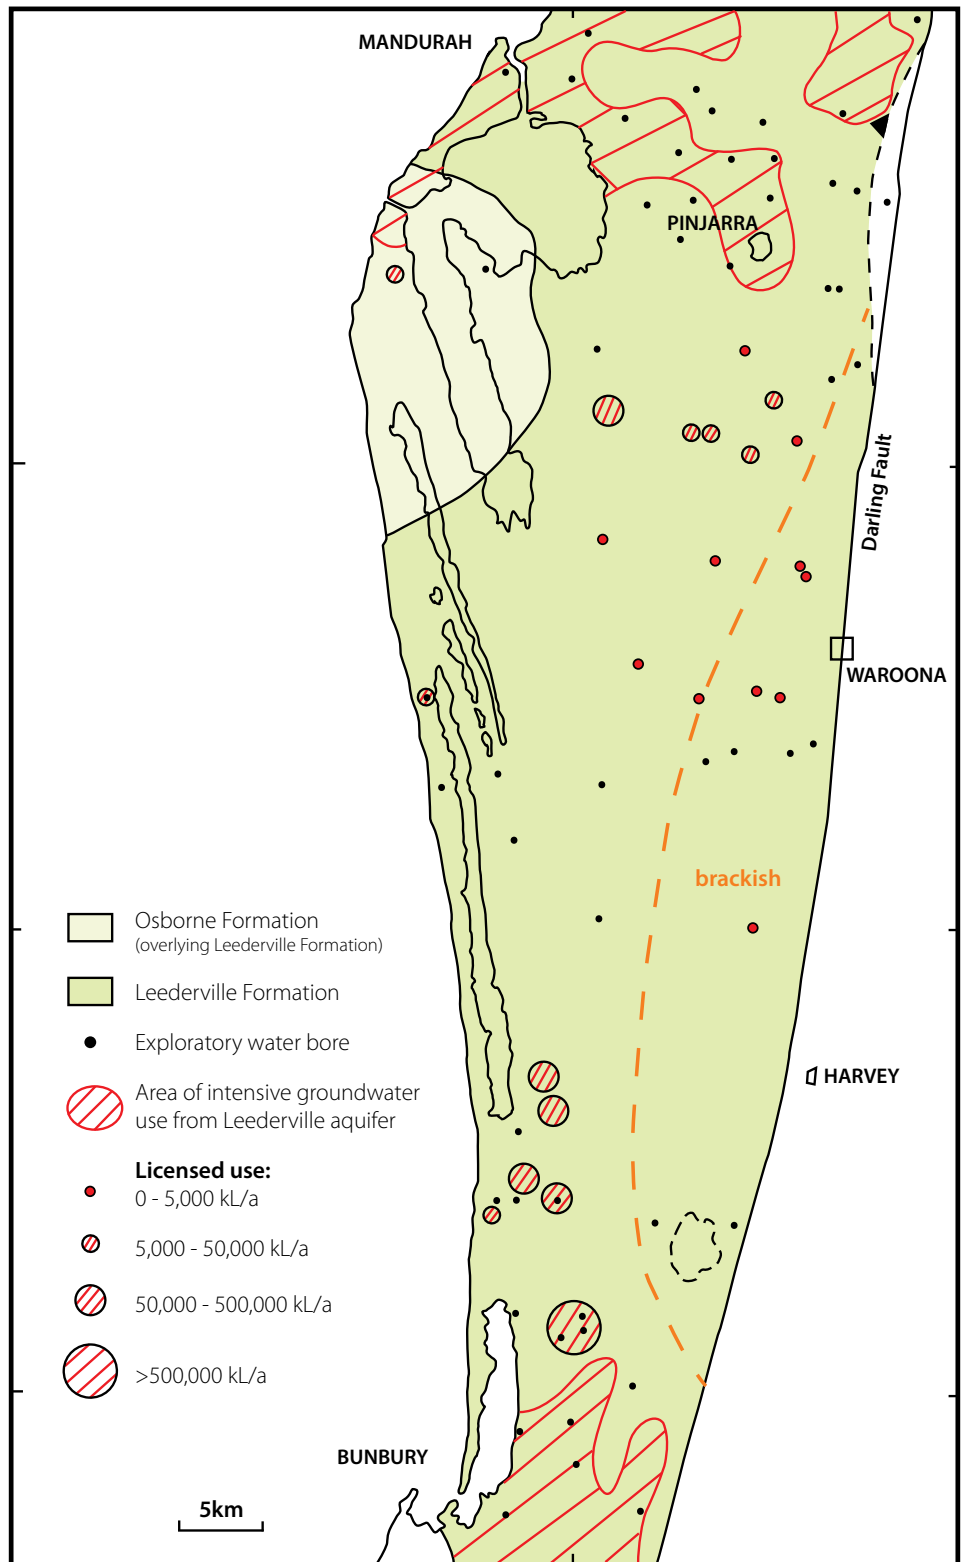 MANDURAH
PINJARRA
Darling Fault
WAROONA
brackish
Osborne Formation
(overlying Leederville Formation)
Leederville Formation
Exploratory water bore
Area of intensive groundwater
use from Leederville aquifer
Licensed use:
0 - 5,000 kL/a
5,000 - 50,000 kL/a
50,000 - 500,000 kL/a
>500,000 kL/a
HARVEY
BUNBURY
5km